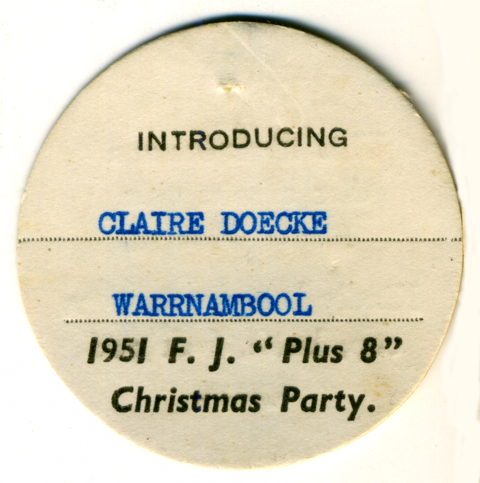 INTRODUCING
CLAIRE DOECKE
WARRNAMBOOL
1951 F. J. “Plus 8”
Christmas Party.